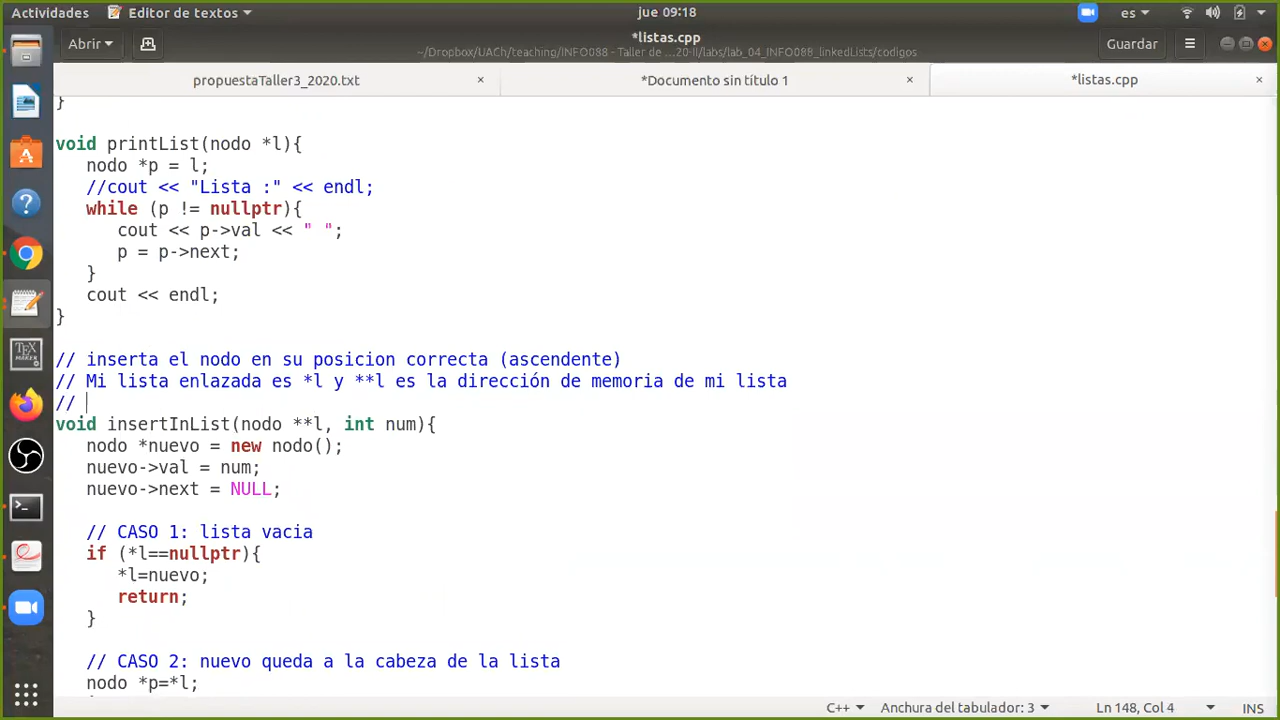 Actividades
Editor de textos
jue 09:18
es
Abrir
*listas.cpp
~/Dropbox/UACh/teaching/INFO088 - Taller de ...20-II/labs/lab_04_INFO088_linkedLists/codigos
Guardar
propuestaTaller3_2020.txt
*Documento sin título 1
*listas.cpp
}
void printList(nodo *l){
nodo *p = l;
//cout << "Lista :" << endl;
while (p != nullptr){
cout << p->val << " ";
p = p->next;
}
cout << endl;
}
// inserta el nodo en su posicion correcta (ascendente)
// Mi lista enlazada es *l y **l es la dirección de memoria de mi lista
//
void insertInList(nodo **l, int num){
nodo *nuevo = new nodo();
nuevo->val = num;
nuevo->next = NULL;
// CASO 1: lista vacia
if (*l==nullptr){
*l=nuevo;
return;
}
// CASO 2: nuevo queda a la cabeza de la lista
nodo *p=*l;
C++
Anchura del tabulador: 3
Ln 148, Col 4
INS